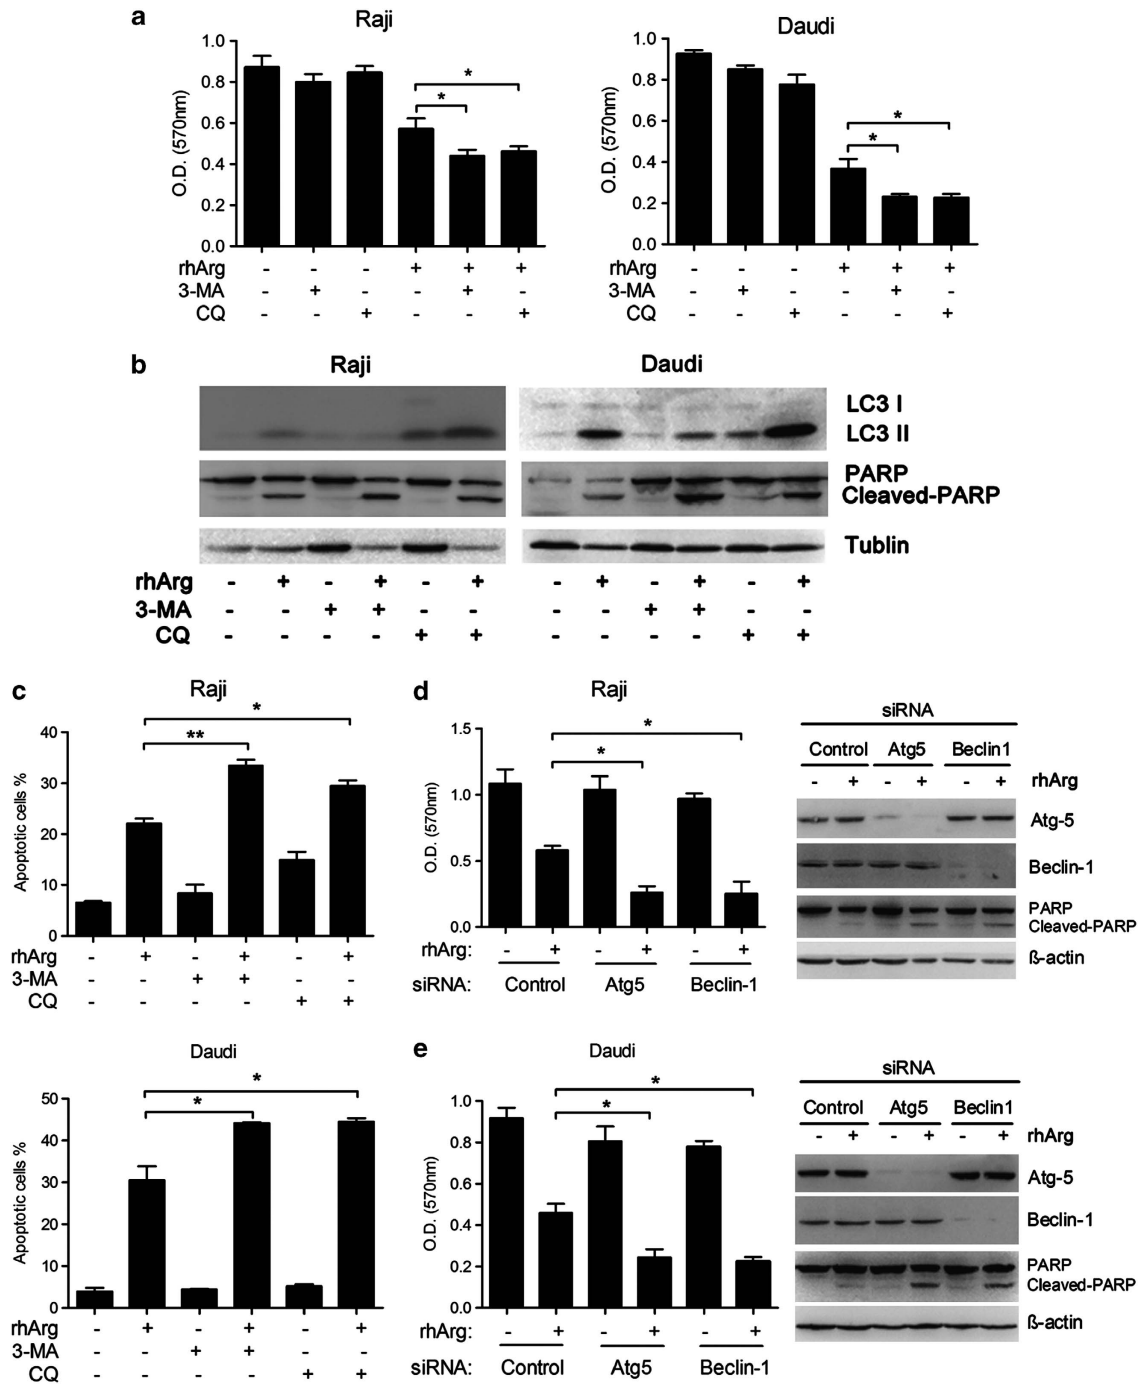 a
Raji
O.D. (570nm)
1.0
0.8
0.6
0.4
0.2
0.0
* *
rhArg - - - + + +
3-MA - + - - + -
CQ - - + - - +
Daudi
O.D. (570nm)
1.0
0.8
0.6
0.4
0.2
0.0
* *
rhArg - - - + + +
3-MA - + - - + -
CQ - - + - - +
b
Raji Daudi
LC3 I
LC3 II
PARP
Cleaved-PARP
Tublin
rhArg - + - + - + - + - + - +
3-MA - - + + - - - - + + - -
CQ - - - - + + - - - - + +
c
Raji
Apoptotic cells %
40
30
20
10
0
*
**
rhArg - + - + - +
3-MA - - + + - -
CQ - - - - + +
Daudi
Apoptotic cells %
50
40
30
20
10
0
*
*
rhArg - + - + - +
3-MA - - + + - -
CQ - - - - + +
d
Raji
O.D. (570nm)
1.5
1.0
0.5
0.0
*
*
rhArg: - + - + - +
siRNA: Control Atg5 Beclin-1
siRNA
Control Atg5 Beclin1
- + - + - + rhArg
Atg-5
Beclin-1
PARP
Cleaved-PARP
ß-actin
e
Daudi
O.D. (570nm)
1.0
0.8
0.6
0.4
0.2
0.0
*
*
rhArg: - + - + - +
siRNA: Control Atg5 Beclin-1
siRNA
Control Atg5 Beclin1
- + - + - + rhArg
Atg-5
Beclin-1
PARP
Cleaved-PARP
ß-actin